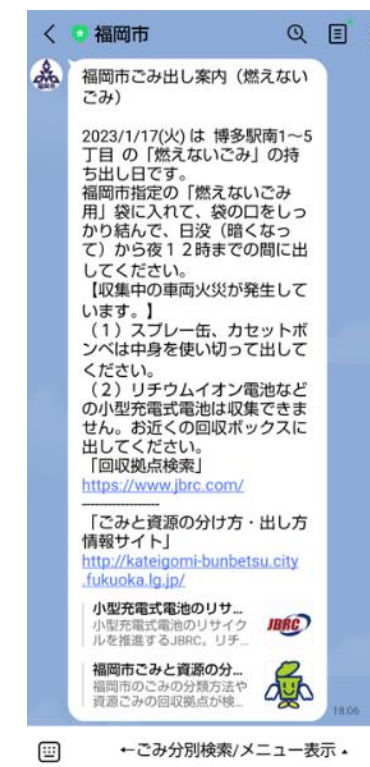 福岡市
福岡市ごみ出し案内（燃えない
ごみ）
2023/1/17(火) は 博多駅南1～5
丁目 の「燃えないごみ」の持
ち出し日です。
福岡市指定の「燃えないごみ
用」袋に入れて、袋の口をしっ
かり結んで、日没（暗くなっ
て）から夜１２時までの間に出
してください。
【収集中の車両火災が発生して
います。】
（１）スプレー缶、カセットボ
ンベは中身を使い切って出して
ください。
（２）リチウムイオン電池など
の小型充電式電池は収集できま
せん。お近くの回収ボックスに
出してください。
「回収拠点検索」
https://www.jbrc.com/
------------------
「ごみと資源の分け方・出し方
情報サイト」
http://kateigomi-bunbetsu.city
.fukuoka.lg.jp/
小型充電式電池のリサ...
小型充電式電池のリサイク
ルを推進するJBRC。リチ...
JBRC
福岡市ごみと資源の分...
福岡市のごみの分類方法や
資源ごみの回収拠点が検...
18:06
←ごみ分別検索/メニュー表示▲